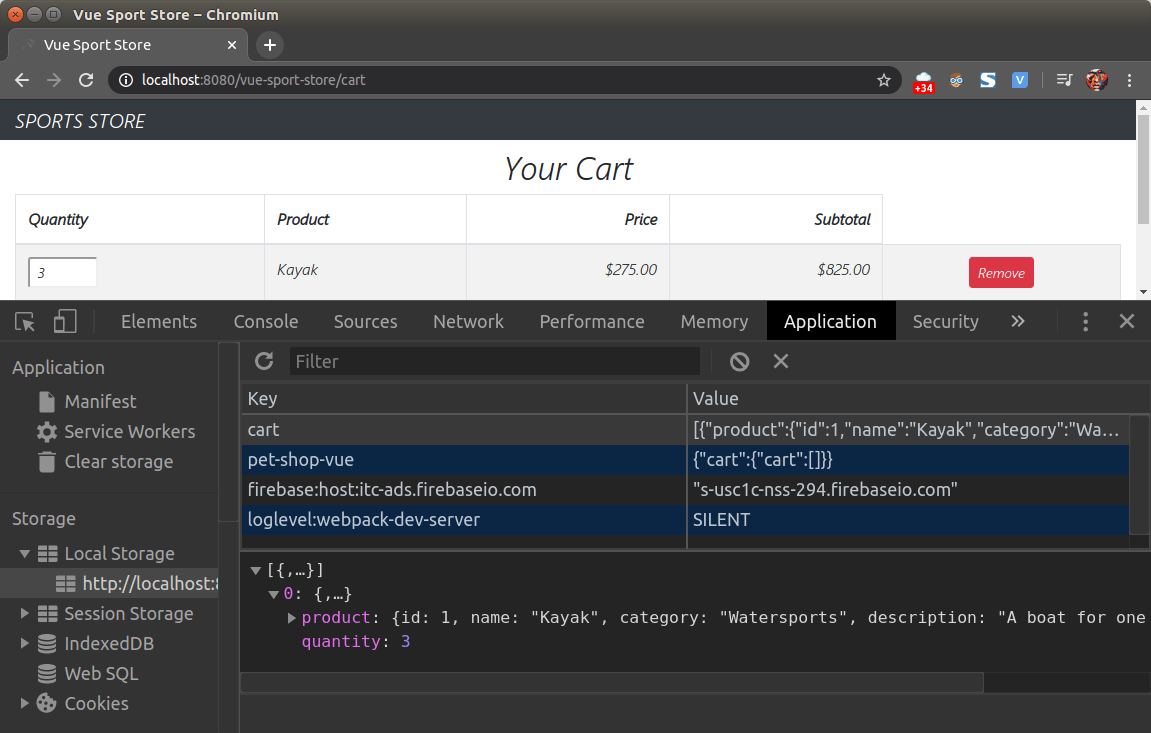 Vue Sport Store – Chromium
Vue Sport Store
localhost:8080/vue-sport-store/cart
+34
S
V
SPORTS STORE
Your Cart
Quantity Product Price Subtotal
3 Kayak $275.00 $825.00 Remove
Elements Console Sources Network Performance Memory Application Security
Application
Manifest
Service Workers
Clear storage
Storage
Local Storage
http://localhost:8
Session Storage
IndexedDB
Web SQL
Cookies
Filter
Key Value
cart [{"product":{"id":1,"name":"Kayak","category":"Wa…
pet-shop-vue {"cart":{"cart":[]}}
firebase:host:itc-ads.firebaseio.com "s-usc1c-nss-294.firebaseio.com"
loglevel:webpack-dev-server SILENT
[{,…}]
0: {,…}
product: {id: 1, name: "Kayak", category: "Watersports", description: "A boat for one
quantity: 3